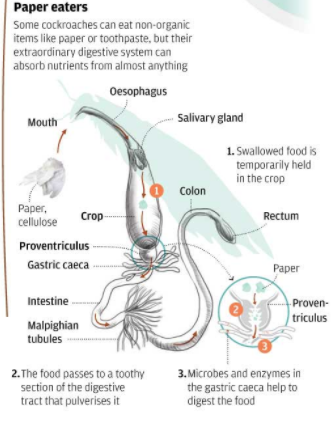 Paper eaters
Some cockroaches can eat non-organic
items like paper or toothpaste, but their
extraordinary digestive system can
absorb nutrients from almost anything
Oesophagus
Mouth
Salivary gland
1. Swallowed food is
temporarily held
in the crop
1
Colon
Paper,
cellulose
Crop
Rectum
Proventriculus
Gastric caeca
Paper
Intestine
2
Proven-
triculus
Malpighian
tubules
3
2. The food passes to a toothy
section of the digestive
tract that pulverises it
3. Microbes and enzymes in
the gastric caeca help to
digest the food